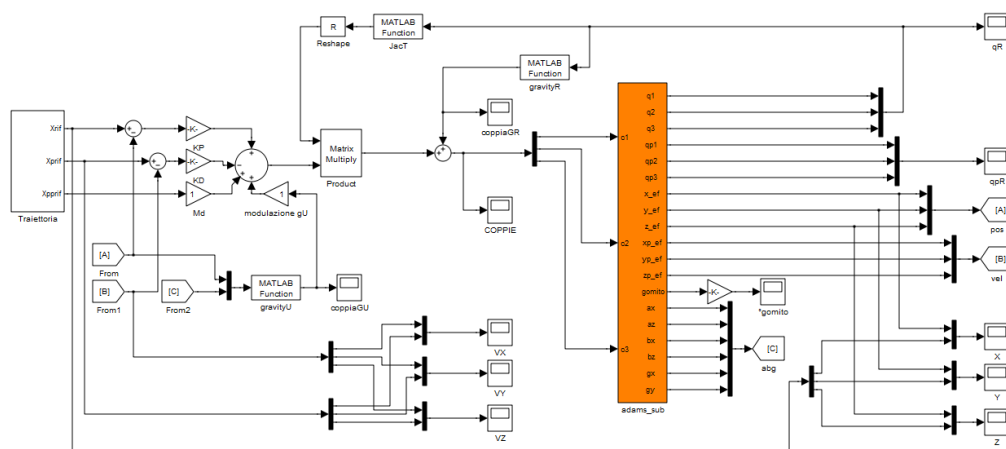 R
Reshape
MATLAB
Function
JacT
qR
MATLAB
Function
gravityR
coppiaGR
Xrif
Xprif
Xpprif
Traiettoria
-K-
KP
-K-
KD
1
Md
modulazione gU
Matrix
Multiply
Product
COPPIE
[A]
From
[B]
From1
[C]
From2
MATLAB
Function
gravityU
coppiaGU
VX
VY
VZ
c1
c2
c3
q1
q2
q3
qp1
qp2
qp3
x_ef
y_ef
z_ef
xp_ef
yp_ef
zp_ef
gomito
ax
az
bx
bz
gx
gy
adams_sub
qpR
[A]
pos
[B]
vel
-K-
"gomito
[C]
abg
X
Y
Z